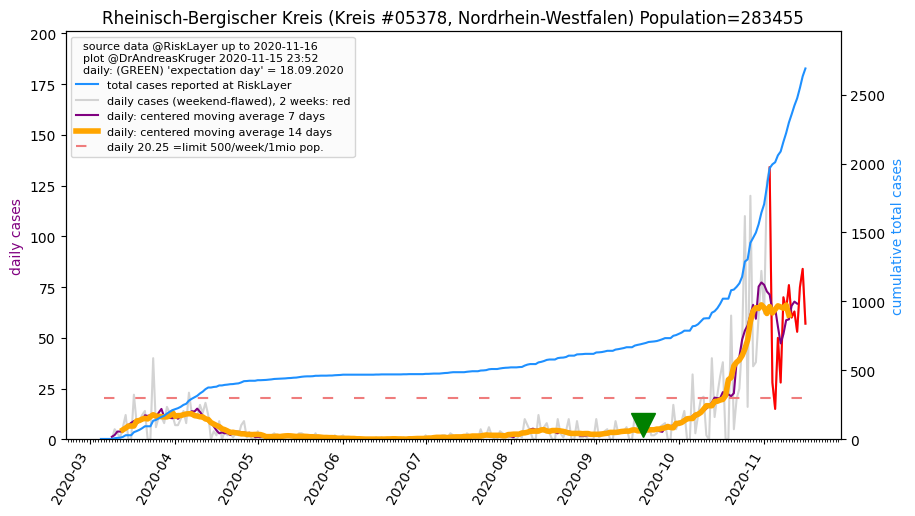 Rheinisch-Bergischer Kreis (Kreis #05378, Nordrhein-Westfalen) Population=283455
source data @RiskLayer up to 2020-11-16
plot @DrAndreasKruger 2020-11-15 23:52
daily: (GREEN) 'expectation day' = 18.09.2020
total cases reported at RiskLayer
daily cases (weekend-flawed), 2 weeks: red
daily: centered moving average 7 days
daily: centered moving average 14 days
daily 20.25 =limit 500/week/1mio pop.
daily cases
200
175
150
125
100
75
50
25
0
cumulative total cases
2500
2000
1500
1000
500
0
2020-03
2020-04
2020-05
2020-06
2020-07
2020-08
2020-09
2020-10
2020-11